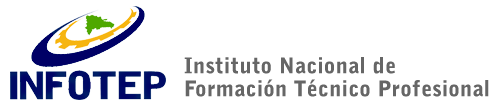 INFOTEP
Instituto Nacional de
Formación Técnico Profesional